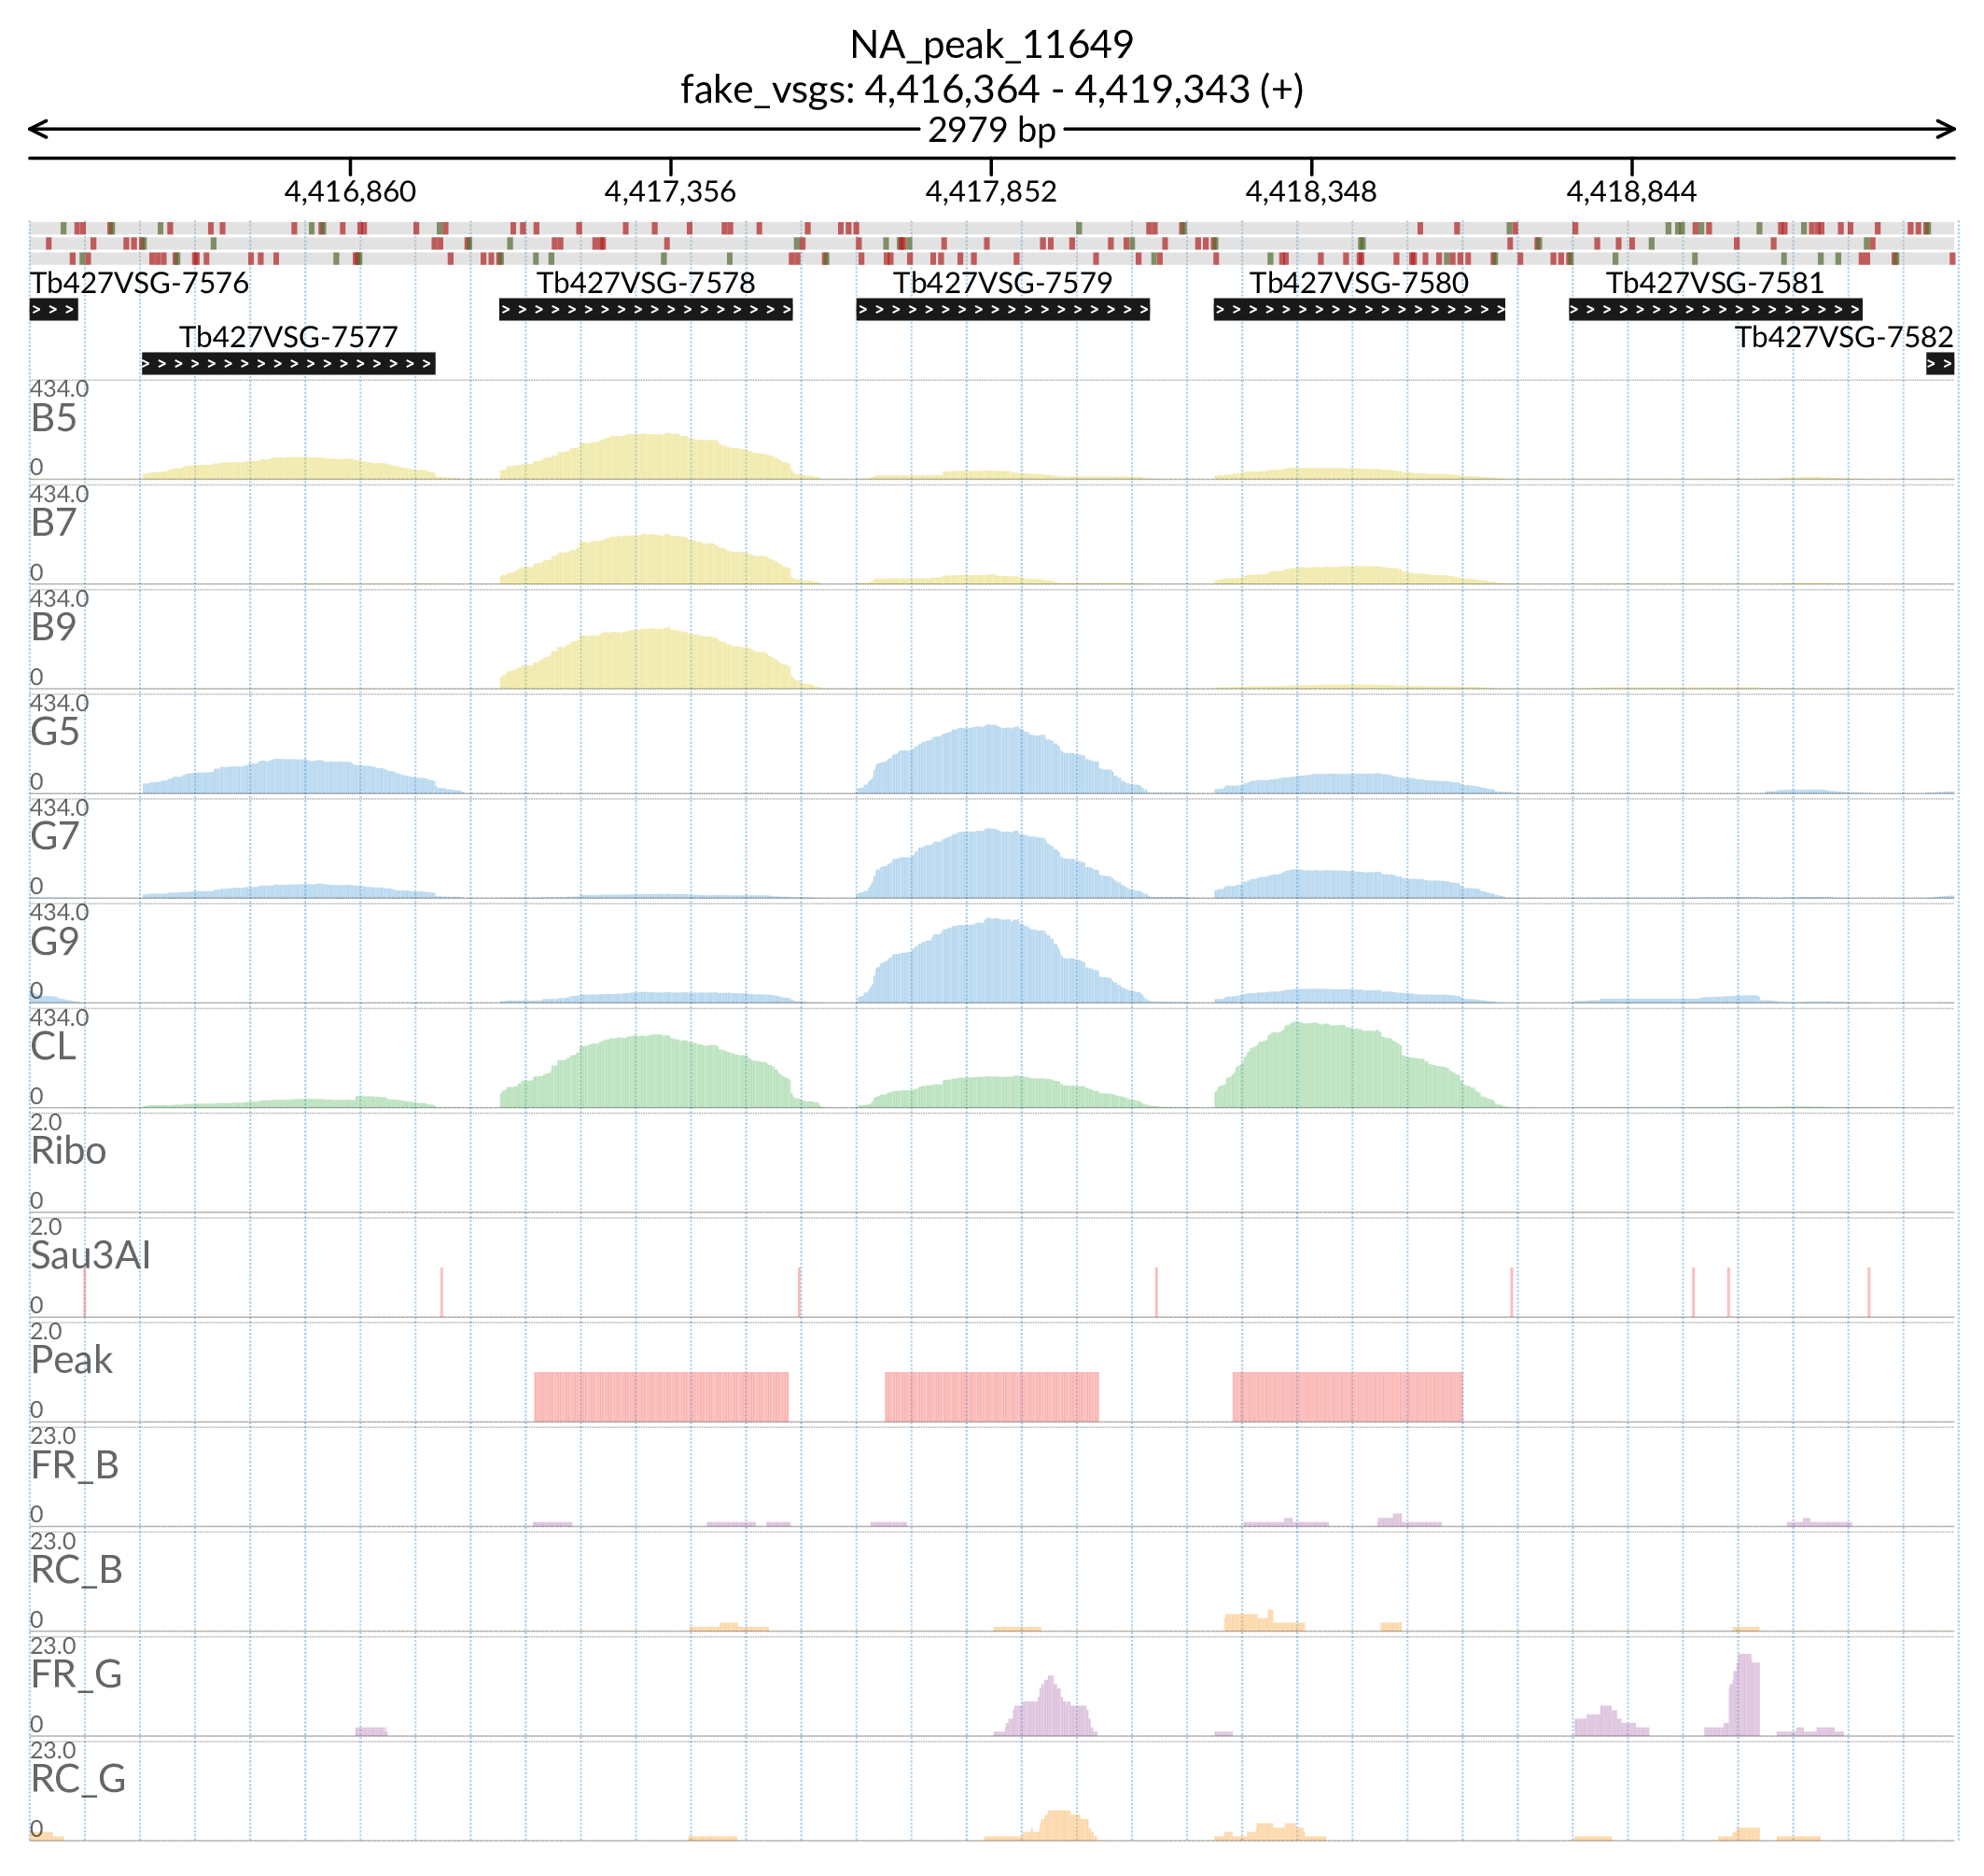 NA_peak_11649
fake_vsgs: 4,416,364 - 4,419,343 (+)
2979 bp
4,416,860 4,417,356 4,417,852 4,418,348 4,418,844
Tb427VSG-7576 Tb427VSG-7578 Tb427VSG-7579 Tb427VSG-7580 Tb427VSG-7581
Tb427VSG-7577 Tb427VSG-7582
434.0
B5
0
434.0
B7
0
434.0
B9
0
434.0
G5
0
434.0
G7
0
434.0
G9
0
434.0
CL
0
2.0
Ribo
0
2.0
Sau3AI
0
2.0
Peak
0
23.0
FR_B
0
23.0
RC_B
0
23.0
FR_G
0
23.0
RC_G
0